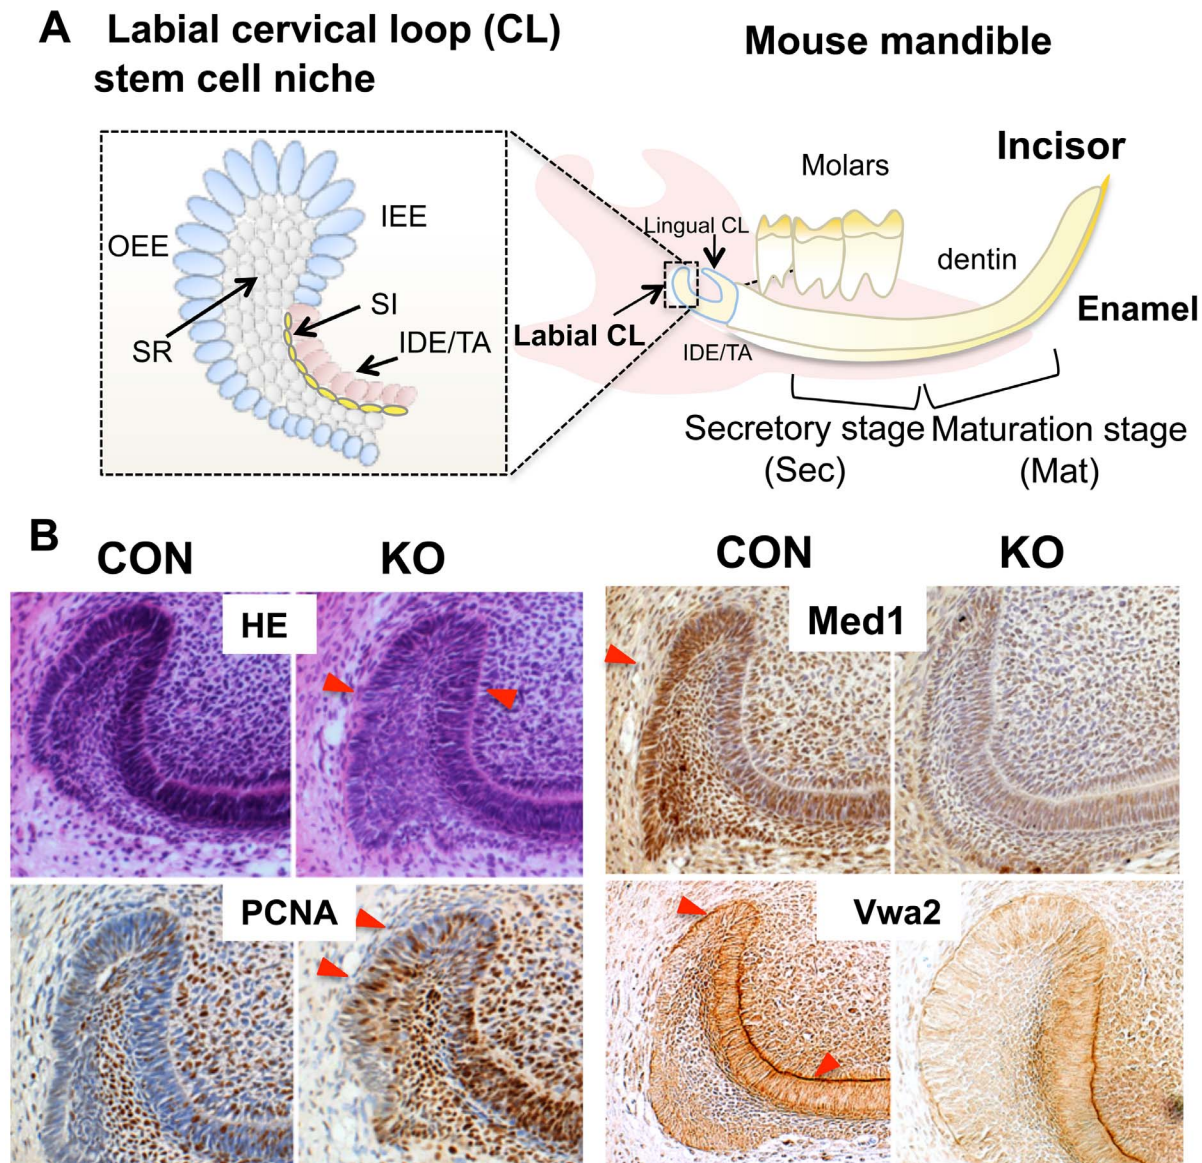 A Labial cervical loop (CL)
stem cell niche
Mouse mandible
Incisor
Molars
Lingual CL
IEE
OEE
dentin
SI
Enamel
Labial CL
IDE/TA
SR
IDE/TA
Secretory stage
(Sec)
Maturation stage
(Mat)
B
CON
KO
CON
KO
HE
Med1
PCNA
Vwa2